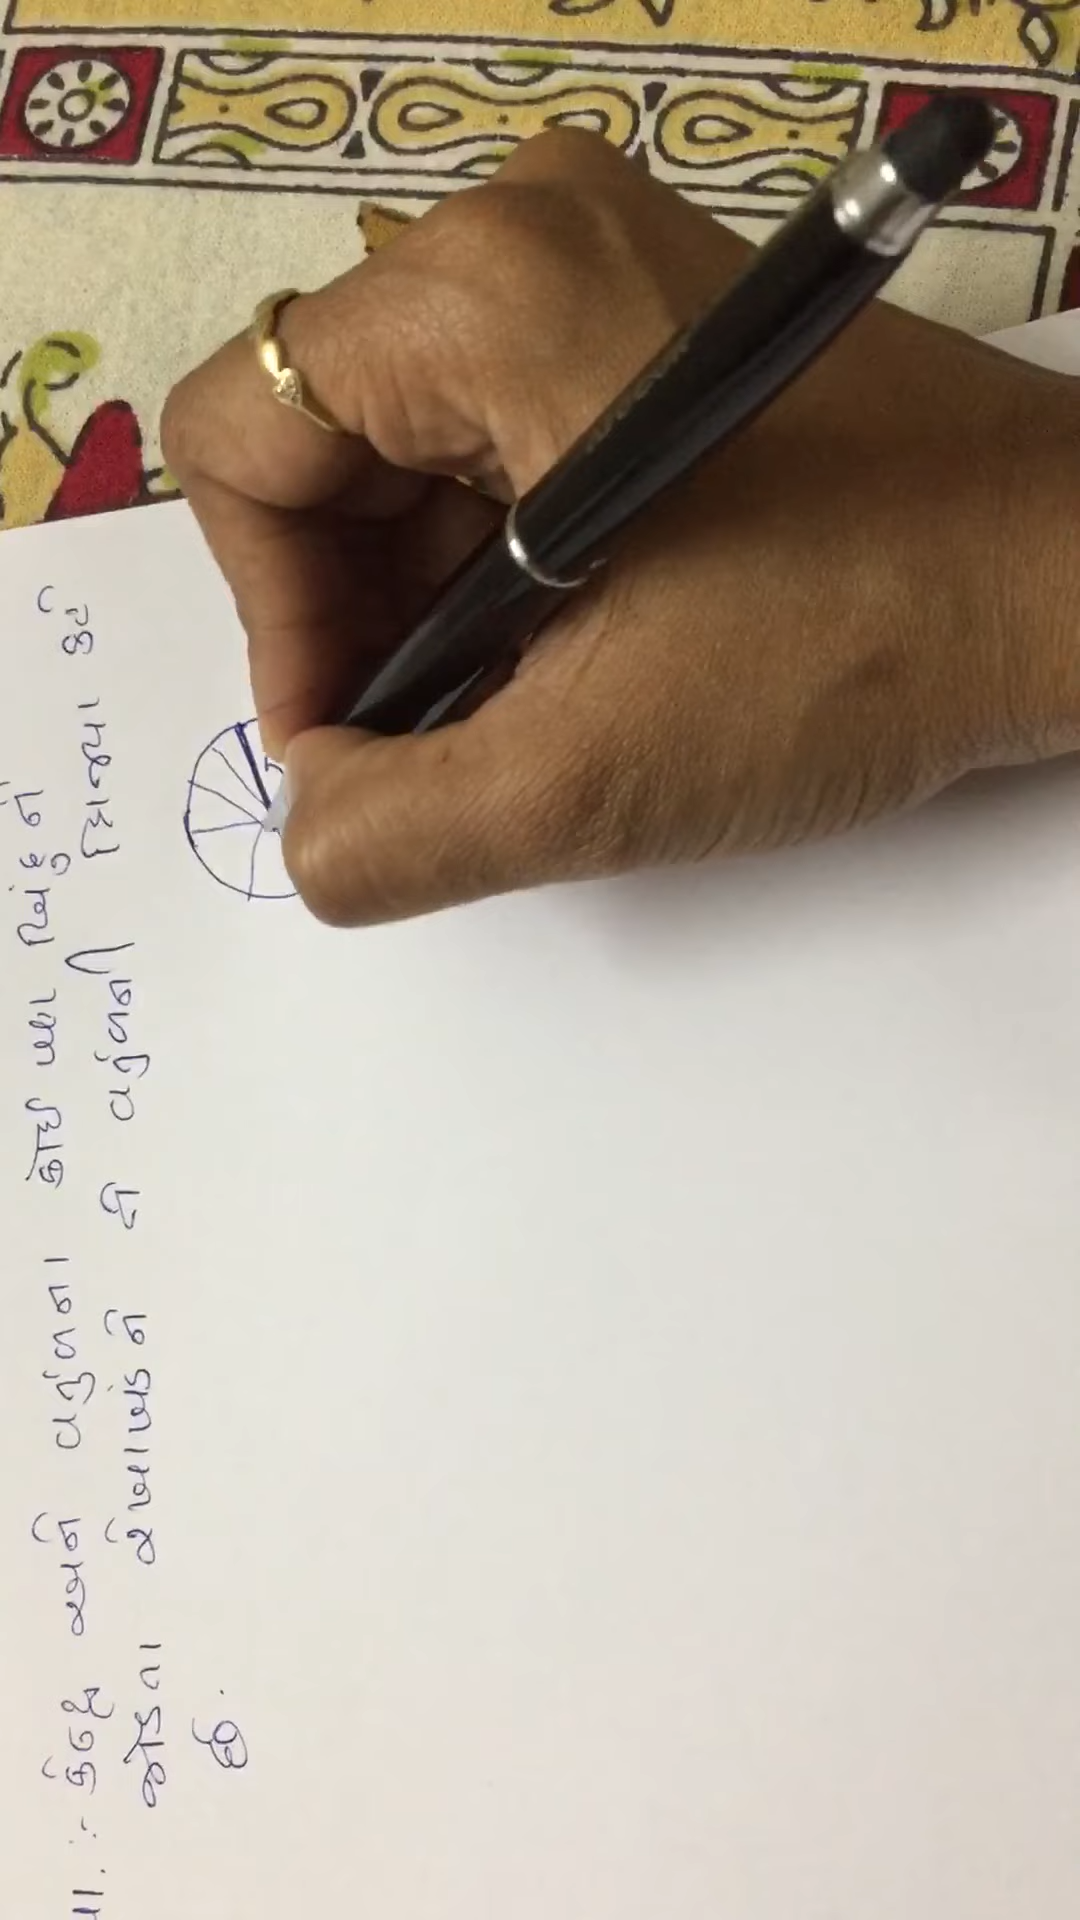 વ્યા. :- કેન્દ્ર અને વર્તુળના કોઈ પણ બિંદુને
જોડતા રેખાખંડને તે વર્તુળની ત્રિજ્યા કહે
છે.